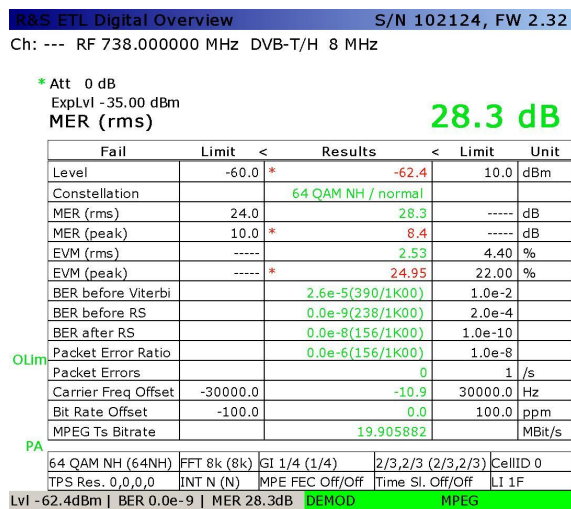 R&S ETL Digital Overview S/N 102124, FW 2.32
Ch: --- RF 738.000000 MHz DVB-T/H 8 MHz
* Att 0 dB
ExpLvl -35.00 dBm
MER (rms) 28.3 dB
Fail Limit < Results < Limit Unit
Level -60.0 * -62.4 10.0 dBm
Constellation 64 QAM NH / normal
MER (rms) 24.0 28.3 ----- dB
MER (peak) 10.0 * 8.4 ----- dB
EVM (rms) ----- 2.53 4.40 %
EVM (peak) ----- * 24.95 22.00 %
BER before Viterbi 2.6e-5(390/1K00) 1.0e-2
BER before RS 0.0e-9(238/1K00) 2.0e-4
BER after RS 0.0e-8(156/1K00) 1.0e-10
OLim
Packet Error Ratio 0.0e-6(156/1K00) 1.0e-8
Packet Errors 0 1 /s
Carrier Freq Offset -30000.0 -10.9 30000.0 Hz
Bit Rate Offset -100.0 0.0 100.0 ppm
MPEG Ts Bitrate 19.905882 MBit/s
PA
64 QAM NH (64NH) FFT 8k (8k) GI 1/4 (1/4) 2/3,2/3 (2/3,2/3) CellID 0
TPS Res. 0,0,0,0 INT N (N) MPE FEC Off/Off Time Sl. Off/Off LI 1F
Lvl -62.4dBm | BER 0.0e-9 | MER 28.3dB DEMOD MPEG